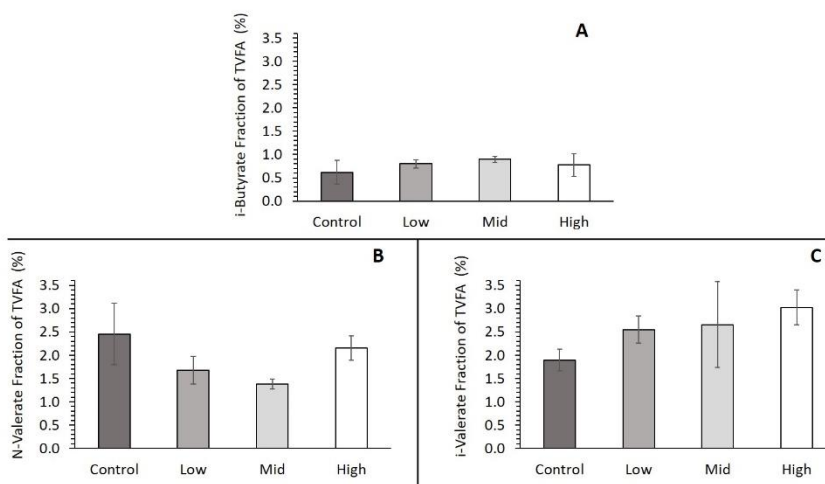 A
i-Butyrate Fraction of TVFA (%)
3.5
3.0
2.5
2.0
1.5
1.0
0.5
0.0
Control Low Mid High
B
N-Valerate Fraction of TVFA (%)
3.5
3.0
2.5
2.0
1.5
1.0
0.5
0.0
Control Low Mid High
C
i-Valerate Fraction of TVFA (%)
3.5
3.0
2.5
2.0
1.5
1.0
0.5
0.0
Control Low Mid High